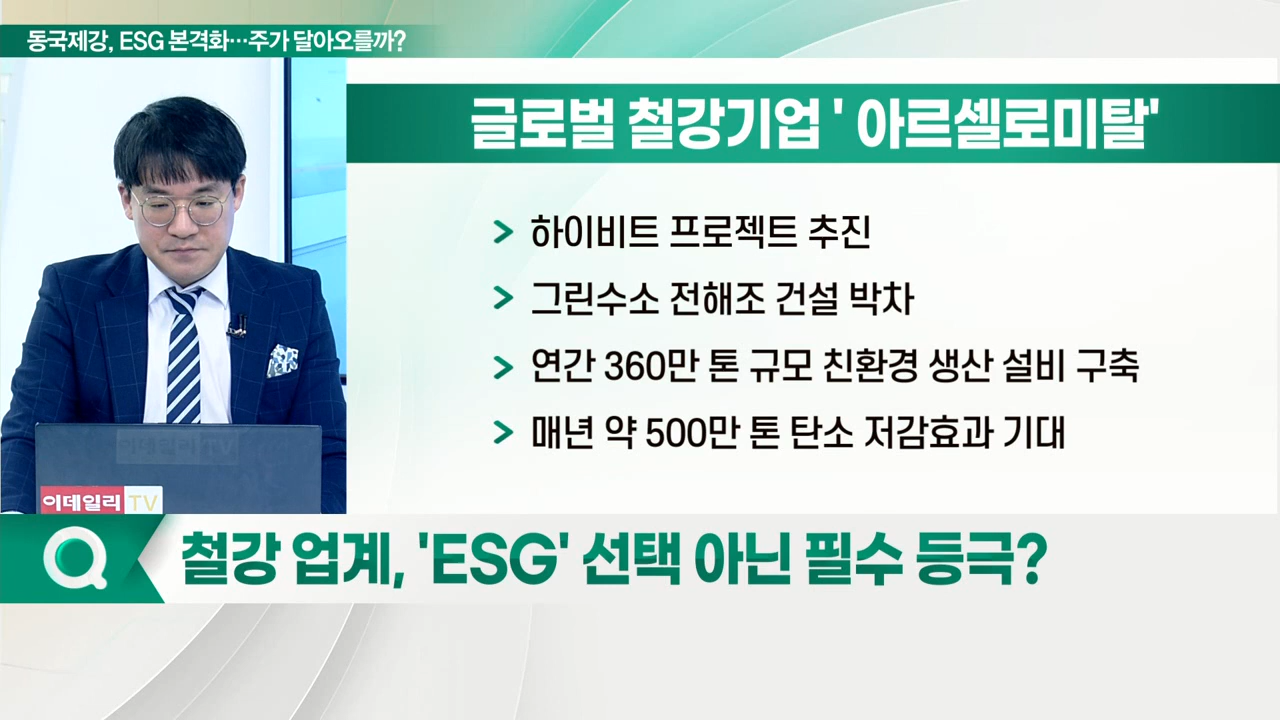 동국제강, ESG 본격화…주가 달아오를까?
글로벌 철강기업 ' 아르셀로미탈'
> 하이비트 프로젝트 추진
> 그린수소 전해조 건설 박차
> 연간 360만 톤 규모 친환경 생산 설비 구축
> 매년 약 500만 톤 탄소 저감효과 기대
이데일리TV
이데일리 TV
철강 업계, 'ESG' 선택 아닌 필수 등극?